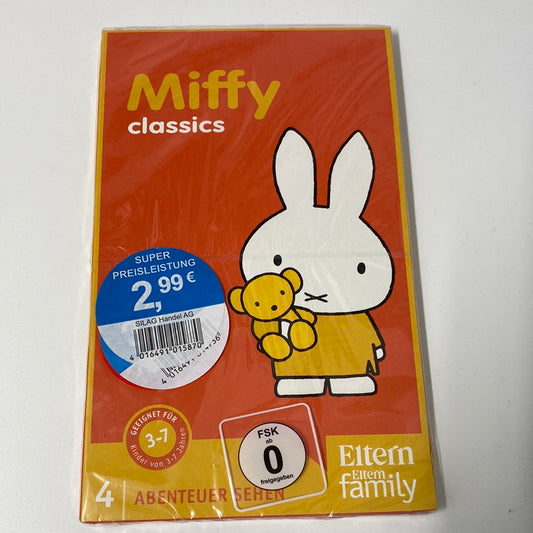 Miffy
classics
SUPER
PREISLEISTUNG
2,99€
SILAG Handel AG
4 016491 015870
GEEIGNET FÜR
3-7
Kinder von 3-7 Jahren
FSK
ab
0
freigegeben
Eltern
Eltern
family
4 ABENTEUER SEHEN